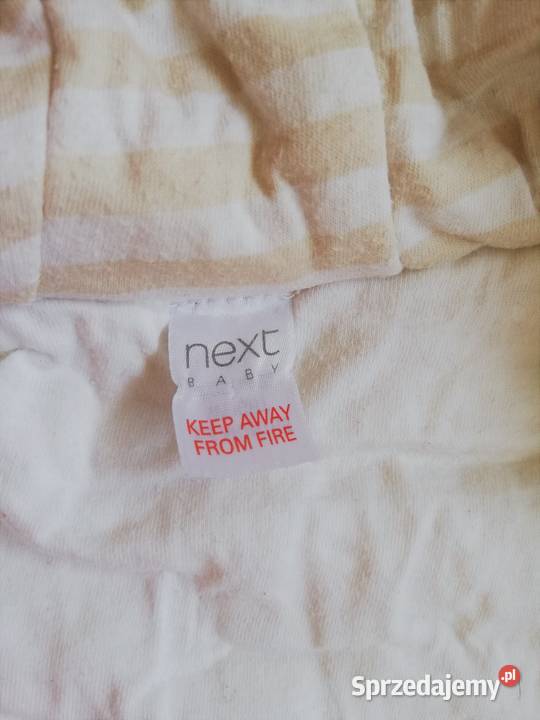 next
BABY
KEEP AWAY
FROM FIRE
Sprzedajemy.pl